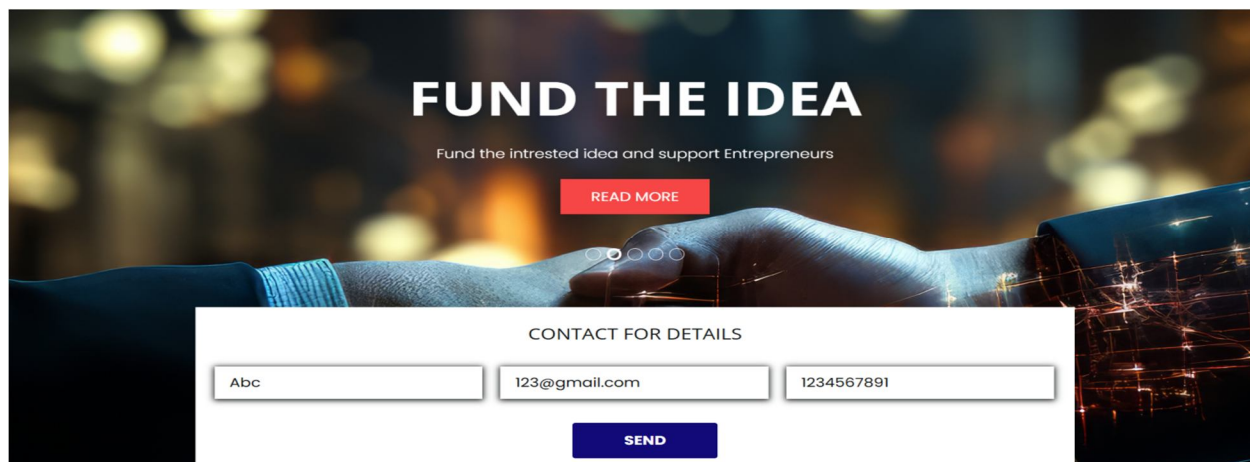 FUND THE IDEA
Fund the intrested idea and support Entrepreneurs
READ MORE
CONTACT FOR DETAILS
Abc
123@gmail.com
1234567891
SEND